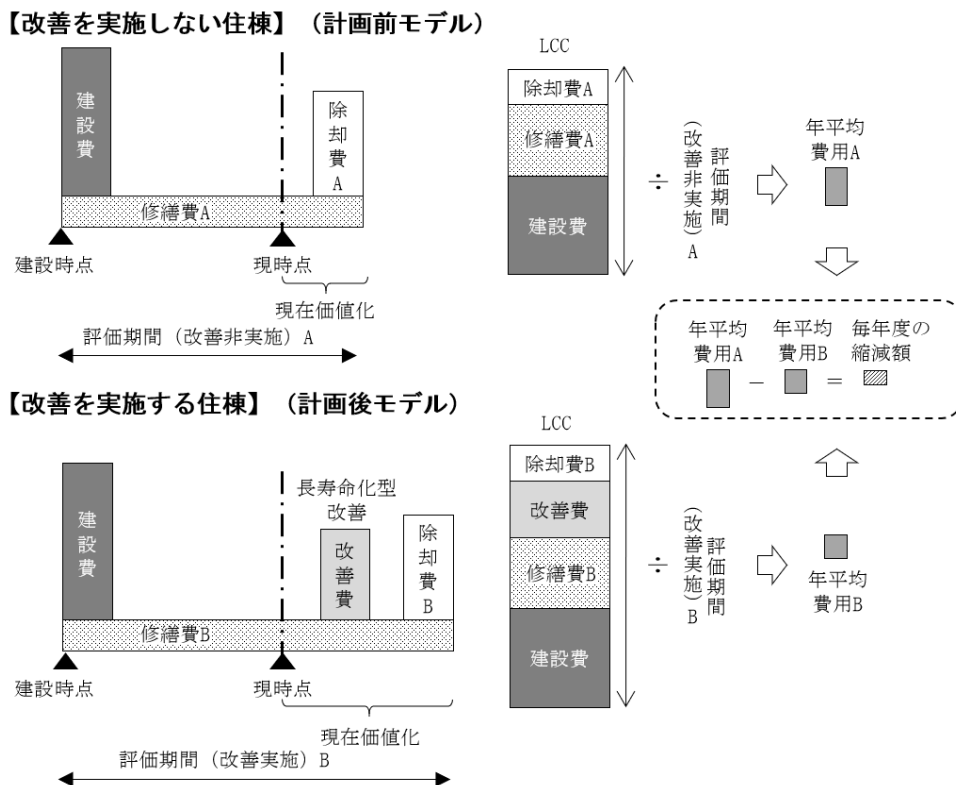 【改善を実施しない住棟】（計画前モデル）
建設費
除却費A
修繕費A
建設時点
現時点
現在価値化
評価期間（改善非実施）A
LCC
除却費A
修繕費A
建設費
÷
評価期間
（改善非実施）A
年平均
費用A
年平均
費用A
－
年平均
費用B
＝
毎年度の
縮減額
【改善を実施する住棟】（計画後モデル）
建設費
長寿命化型
改善
改善費
除却費B
修繕費B
建設時点
現時点
現在価値化
評価期間（改善実施）B
LCC
除却費B
改善費
修繕費B
建設費
÷
評価期間
（改善実施）B
年平均
費用B